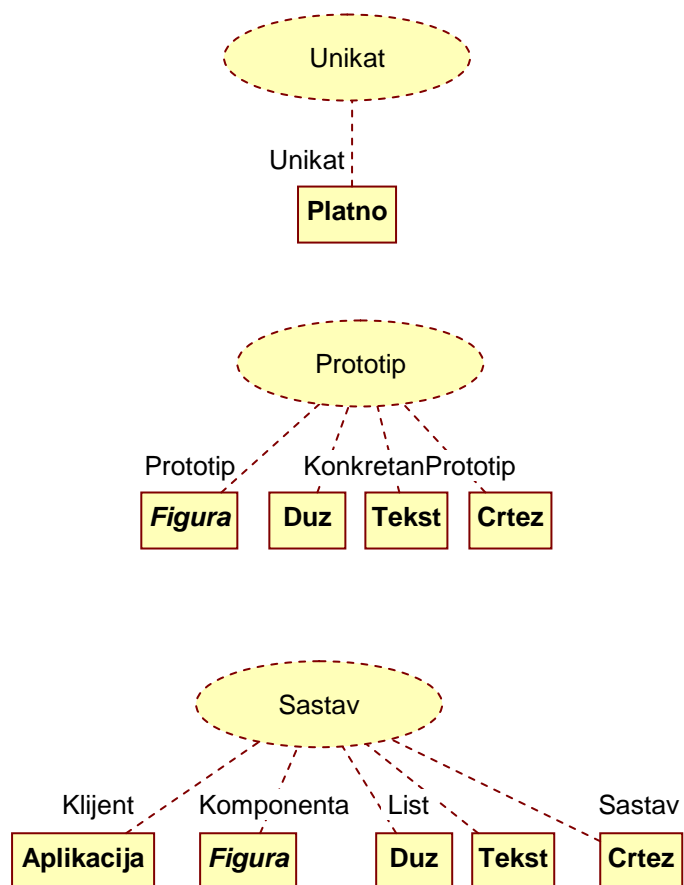 Unikat
Unikat
Platno
Prototip
Prototip KonkretanPrototip
Figura Duz Tekst Crtez
Sastav
Klijent Komponenta List Sastav
Aplikacija Figura Duz Tekst Crtez